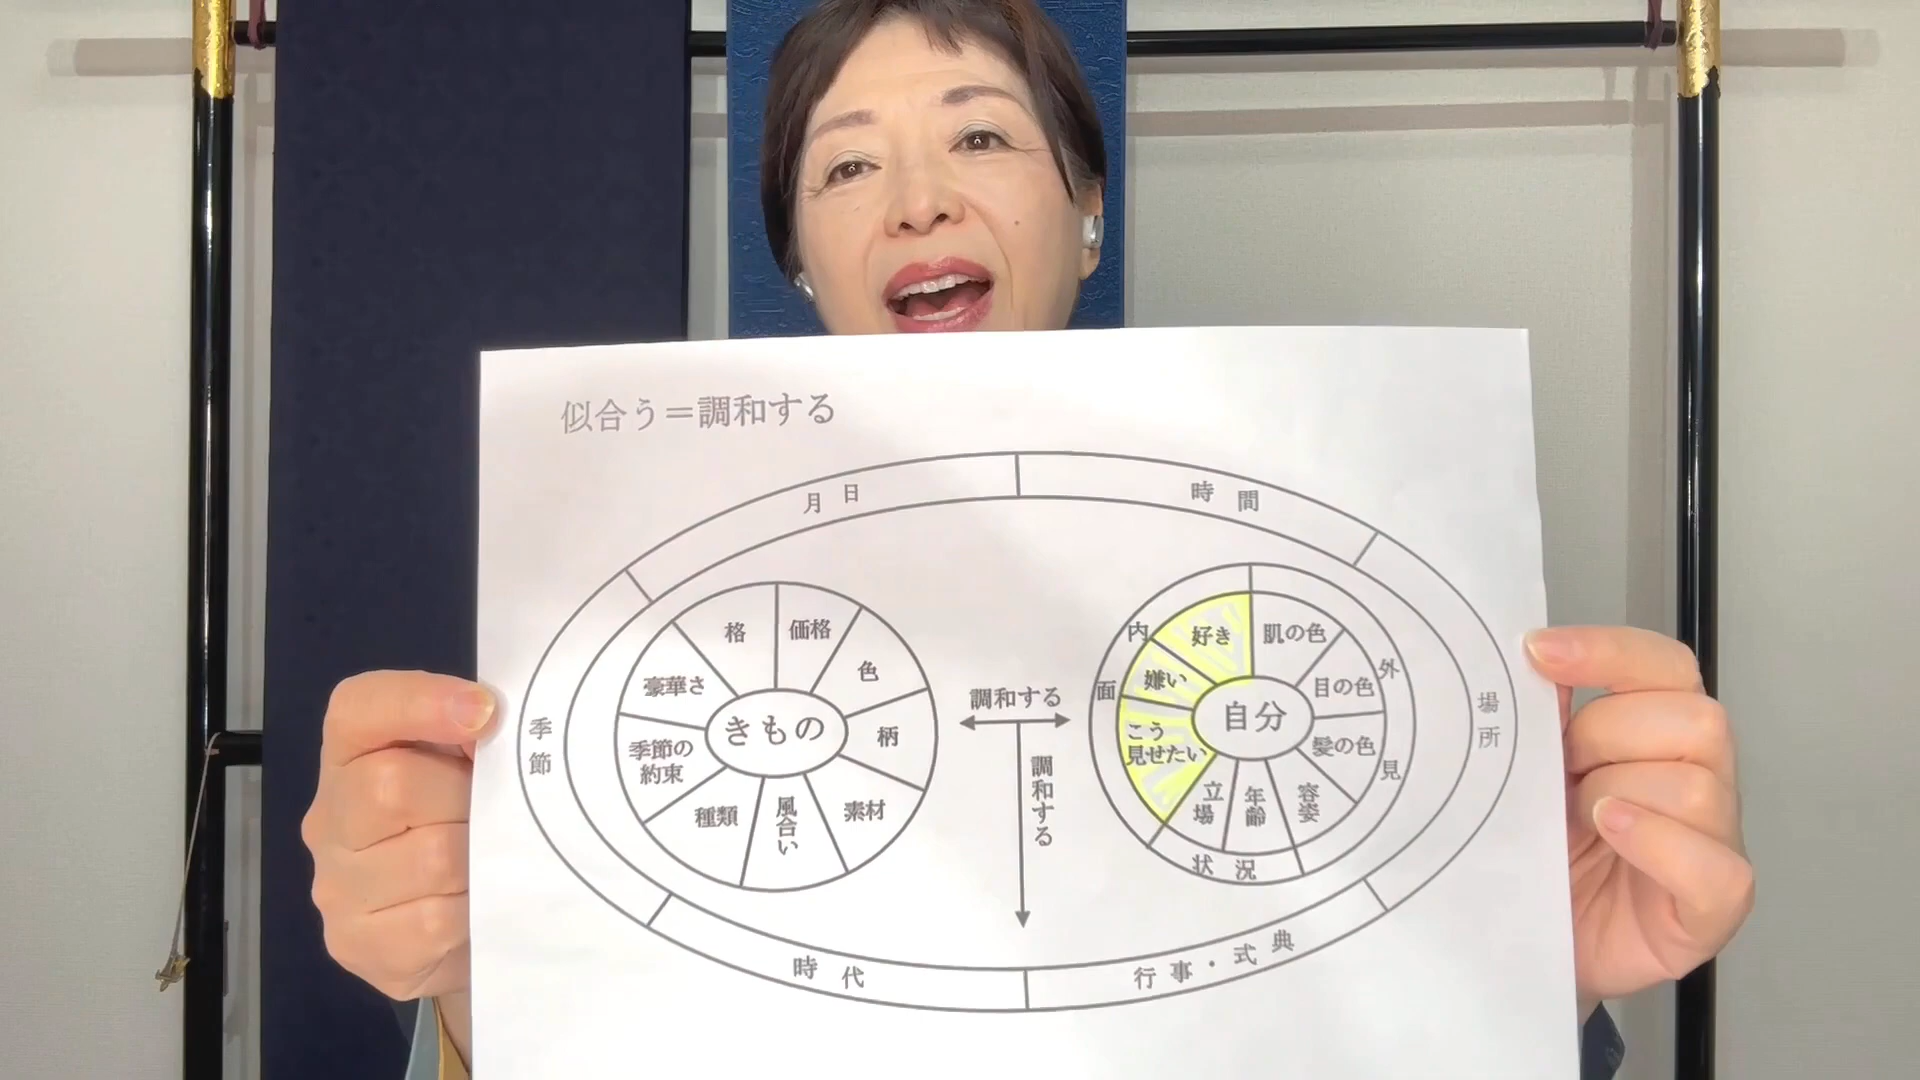 似合う＝調和する
月日
時間
場所
行事・式典
時代
季節
きもの
格
価格
色
柄
素材
風合い
種類
季節の
約束
豪華さ
調和する
調和する
自分
内面
好き
嫌い
こう
見せたい
外見
肌の色
目の色
髪の色
容姿
状況
年齢
立場